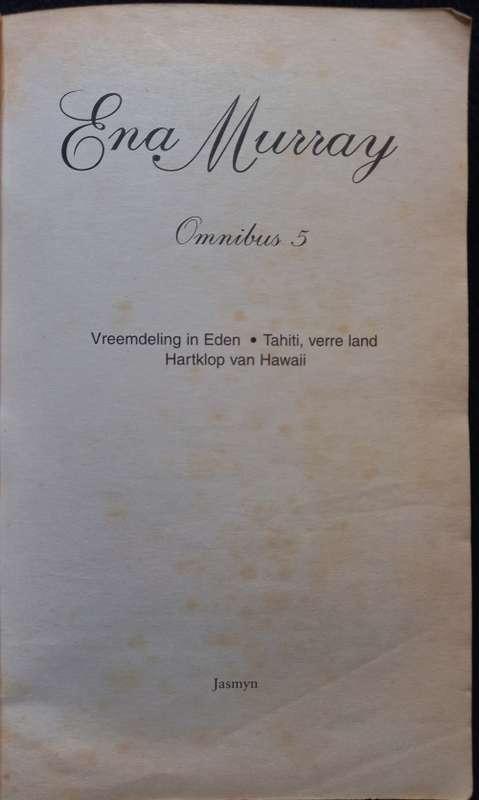 Ena Murray
Omnibus 5
Vreemdeling in Eden • Tahiti, verre land
Hartklop van Hawaii
Jasmyn